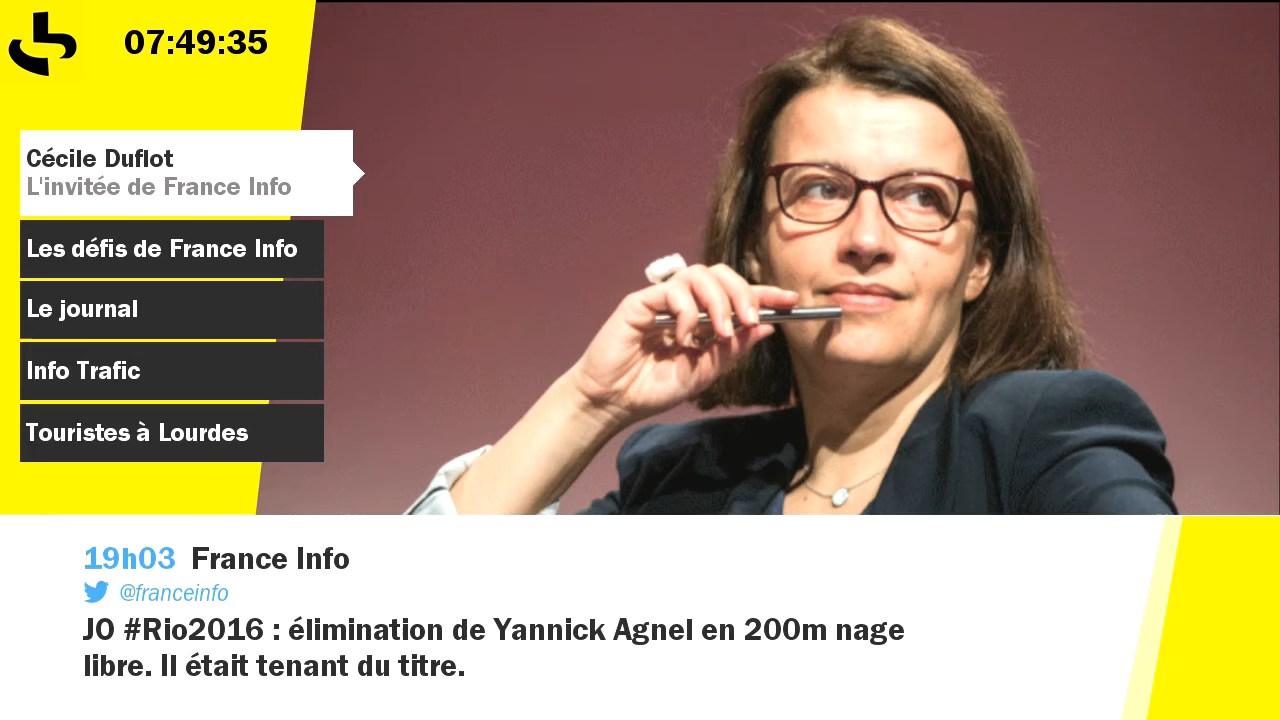 07:49:35
Cécile Duflot
L'invitée de France Info
Les défis de France Info
Le journal
Info Trafic
Touristes à Lourdes
19h03 France Info
@franceinfo
JO #Rio2016 : élimination de Yannick Agnel en 200m nage
libre. Il était tenant du titre.